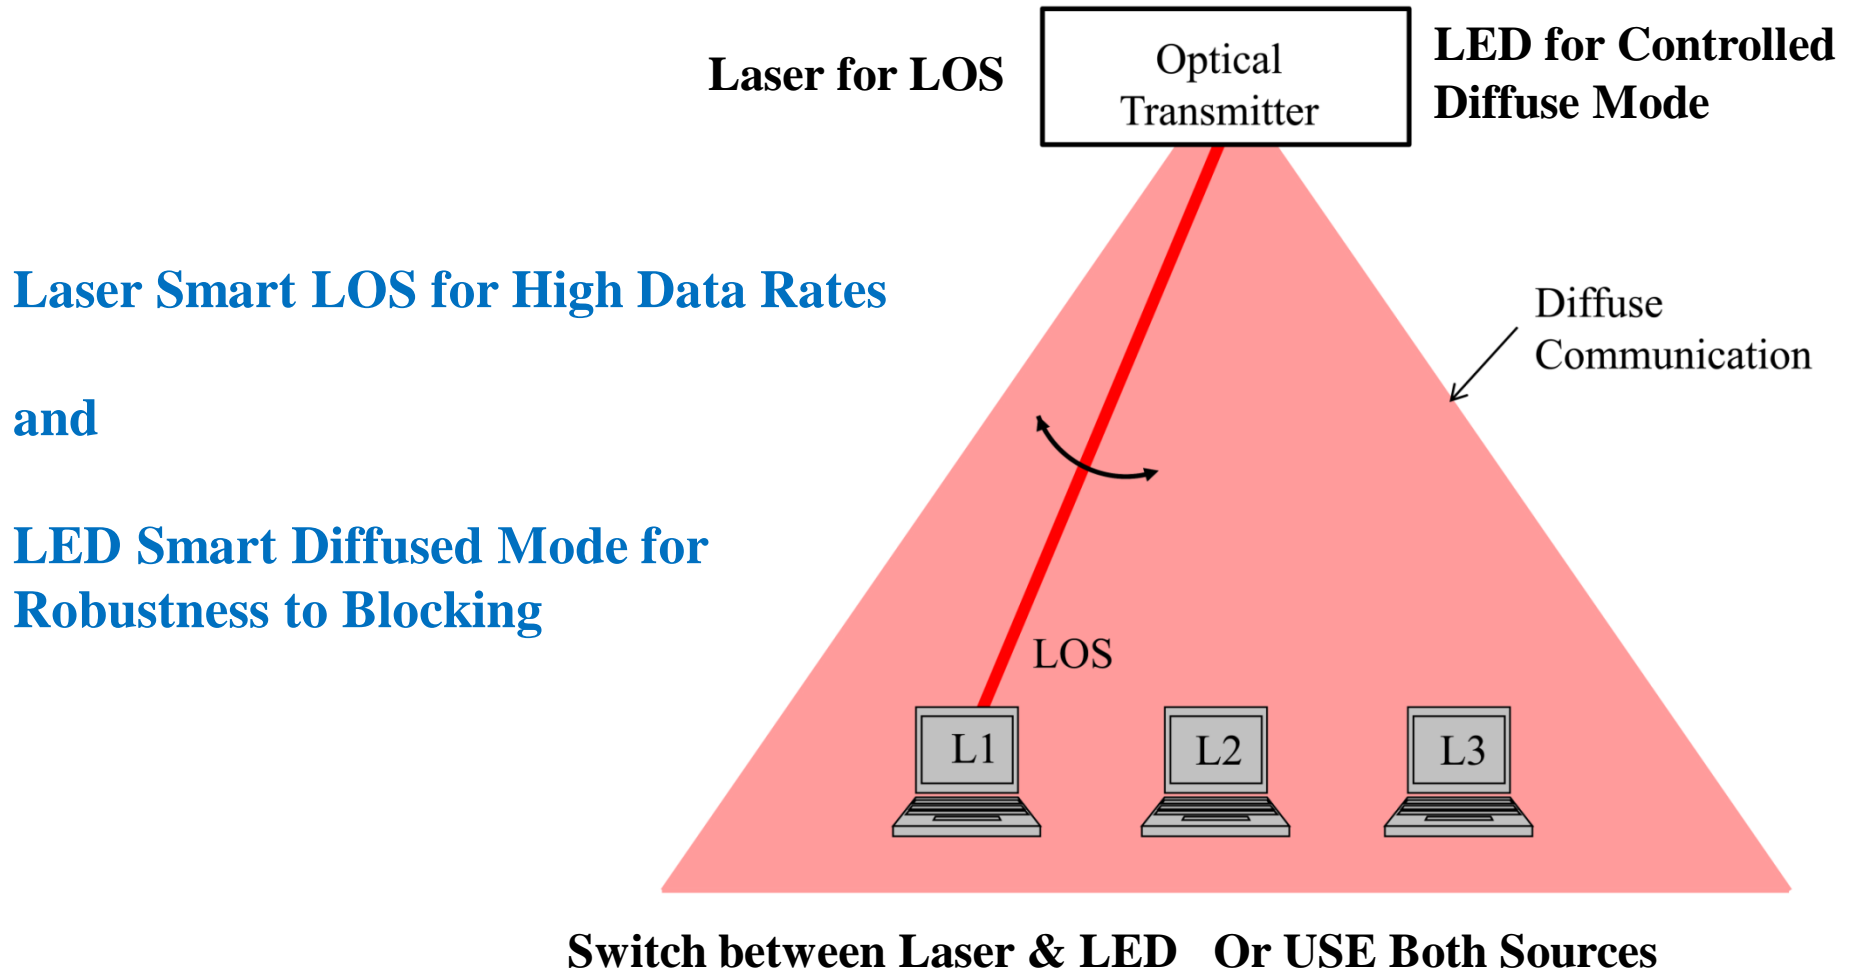 Laser for LOS
Optical
Transmitter
LED for Controlled
Diffuse Mode
Laser Smart LOS for High Data Rates
and
LED Smart Diffused Mode for
Robustness to Blocking
Diffuse
Communication
LOS
L1
L2
L3
Switch between Laser & LED Or USE Both Sources